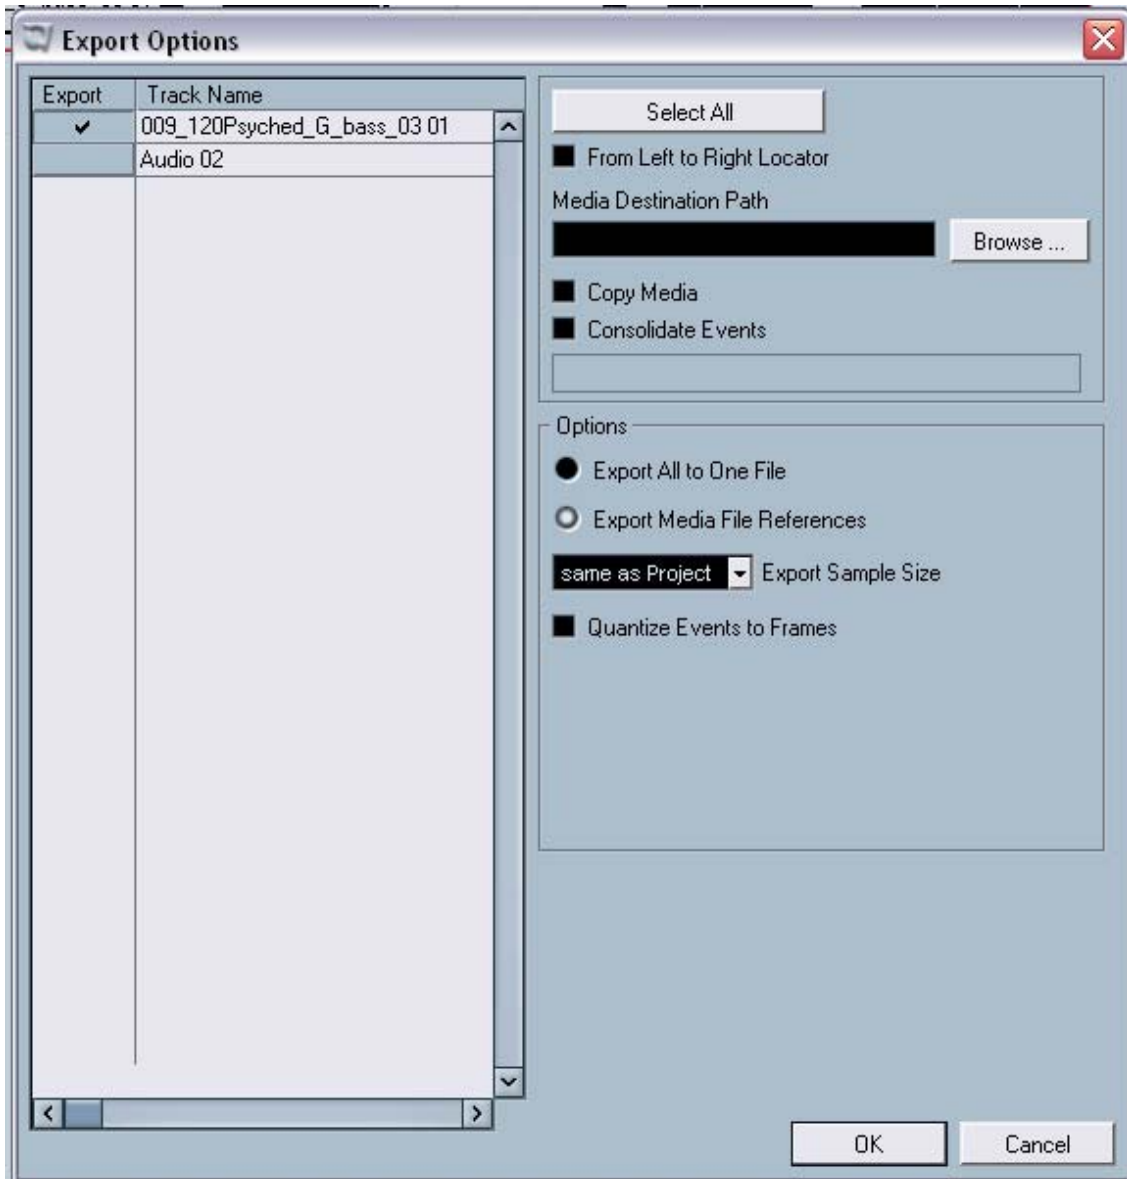 Export Options
Export Track Name
009_120Psyched_G_bass_03 01
Audio 02
Select All
From Left to Right Locator
Media Destination Path
Browse ...
Copy Media
Consolidate Events
Options
Export All to One File
Export Media File References
same as Project Export Sample Size
Quantize Events to Frames
OK Cancel